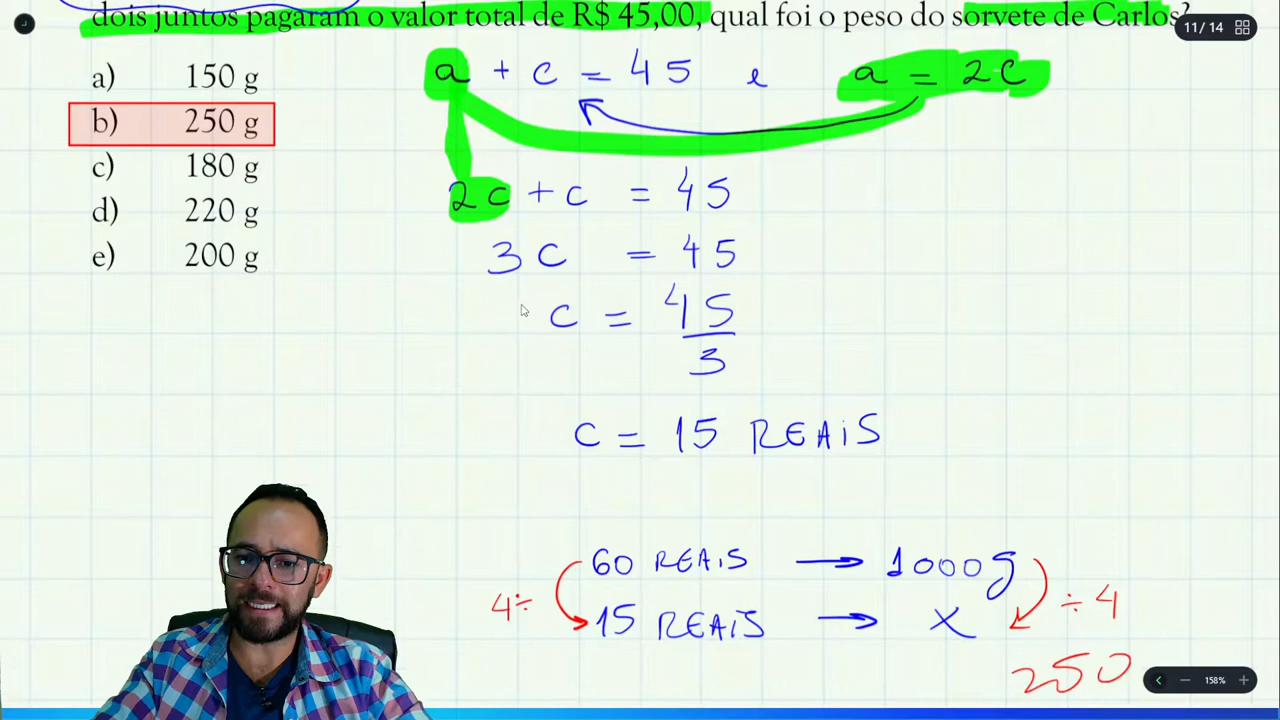 dois juntos pagaram o valor total de R$ 45,00, qual foi o peso do sorvete de Carlos?
11 / 14
a) 150 g
b) 250 g
c) 180 g
d) 220 g
e) 200 g
a + c = 45 e a = 2c
2c + c = 45
3c = 45
c = 45
3
c = 15 REAIS
60 REAIS → 1000g
4÷
÷ 4
15 REAIS → X
250
158%